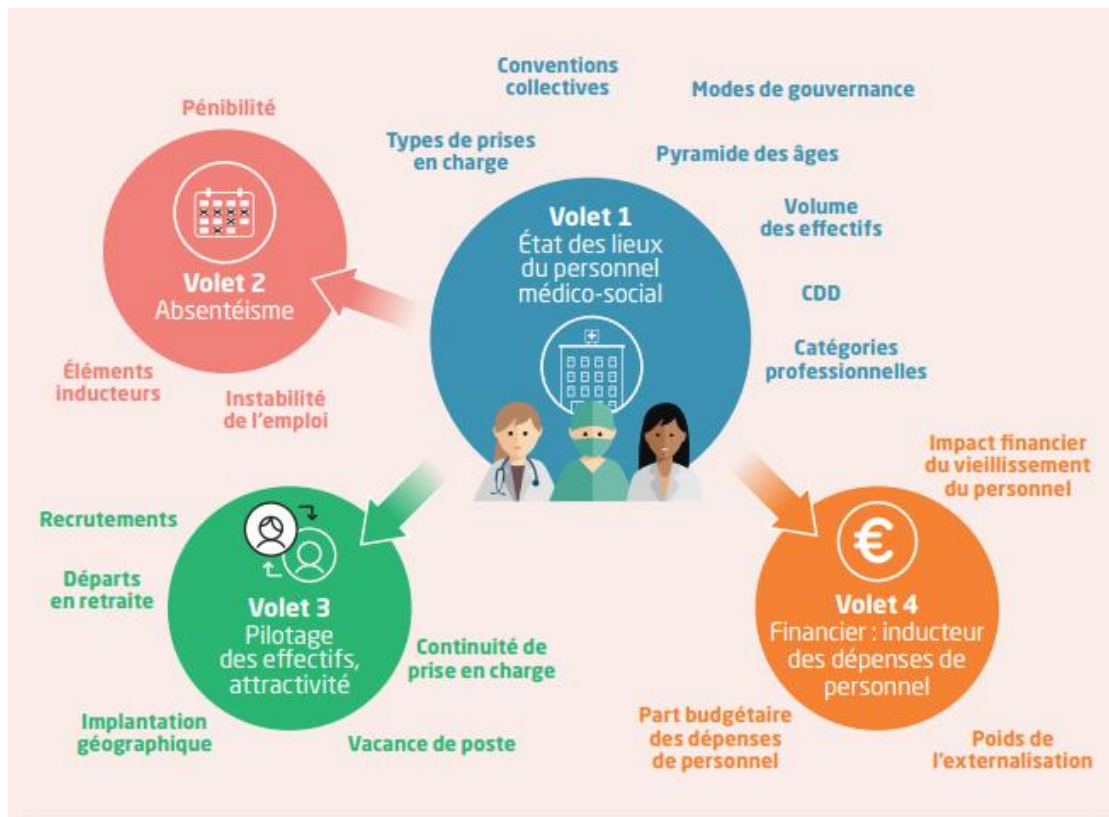 Conventions
collectives
Modes de gouvernance
Pénibilité
Types de prises
en charge
Pyramide des âges
Volume
des effectifs
CDD
Catégories
professionnelles
Volet 1
État des lieux
du personnel
médico-social
Volet 2
Absentéisme
Éléments
inducteurs
Instabilité
de l'emploi
Impact financier
du vieillissement
du personnel
Recrutements
Départs
en retraite
Volet 3
Pilotage
des effectifs,
attractivité
Continuité de
prise en charge
Implantation
géographique
Vacance de poste
€
Volet 4
Financier : inducteur
des dépenses de
personnel
Part budgétaire
des dépenses
de personnel
Poids de
l'externalisation